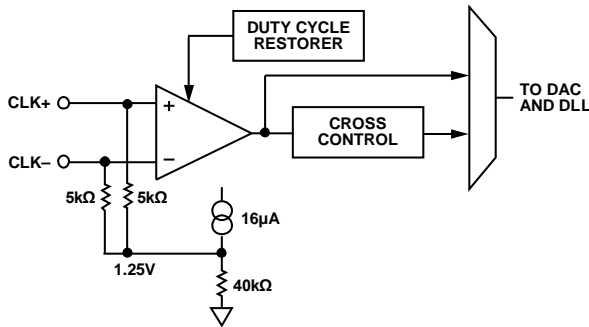 DUTY CYCLE
RESTORER
CLK+
+
TO DAC
AND DLL
CROSS
CONTROL
CLK–
–
5kΩ
5kΩ
16µA
1.25V
40kΩ